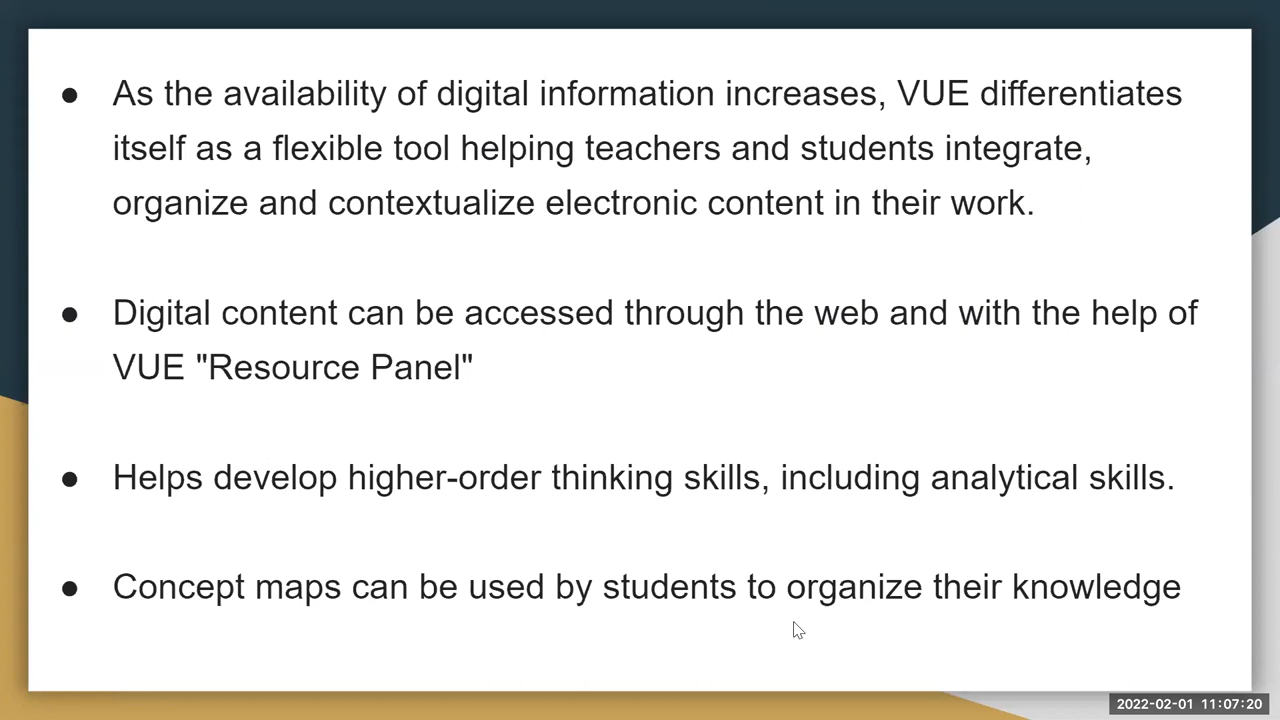 ● As the availability of digital information increases, VUE differentiates
itself as a flexible tool helping teachers and students integrate,
organize and contextualize electronic content in their work.
● Digital content can be accessed through the web and with the help of
VUE "Resource Panel"
● Helps develop higher-order thinking skills, including analytical skills.
● Concept maps can be used by students to organize their knowledge
2022-02-01 11:07:20